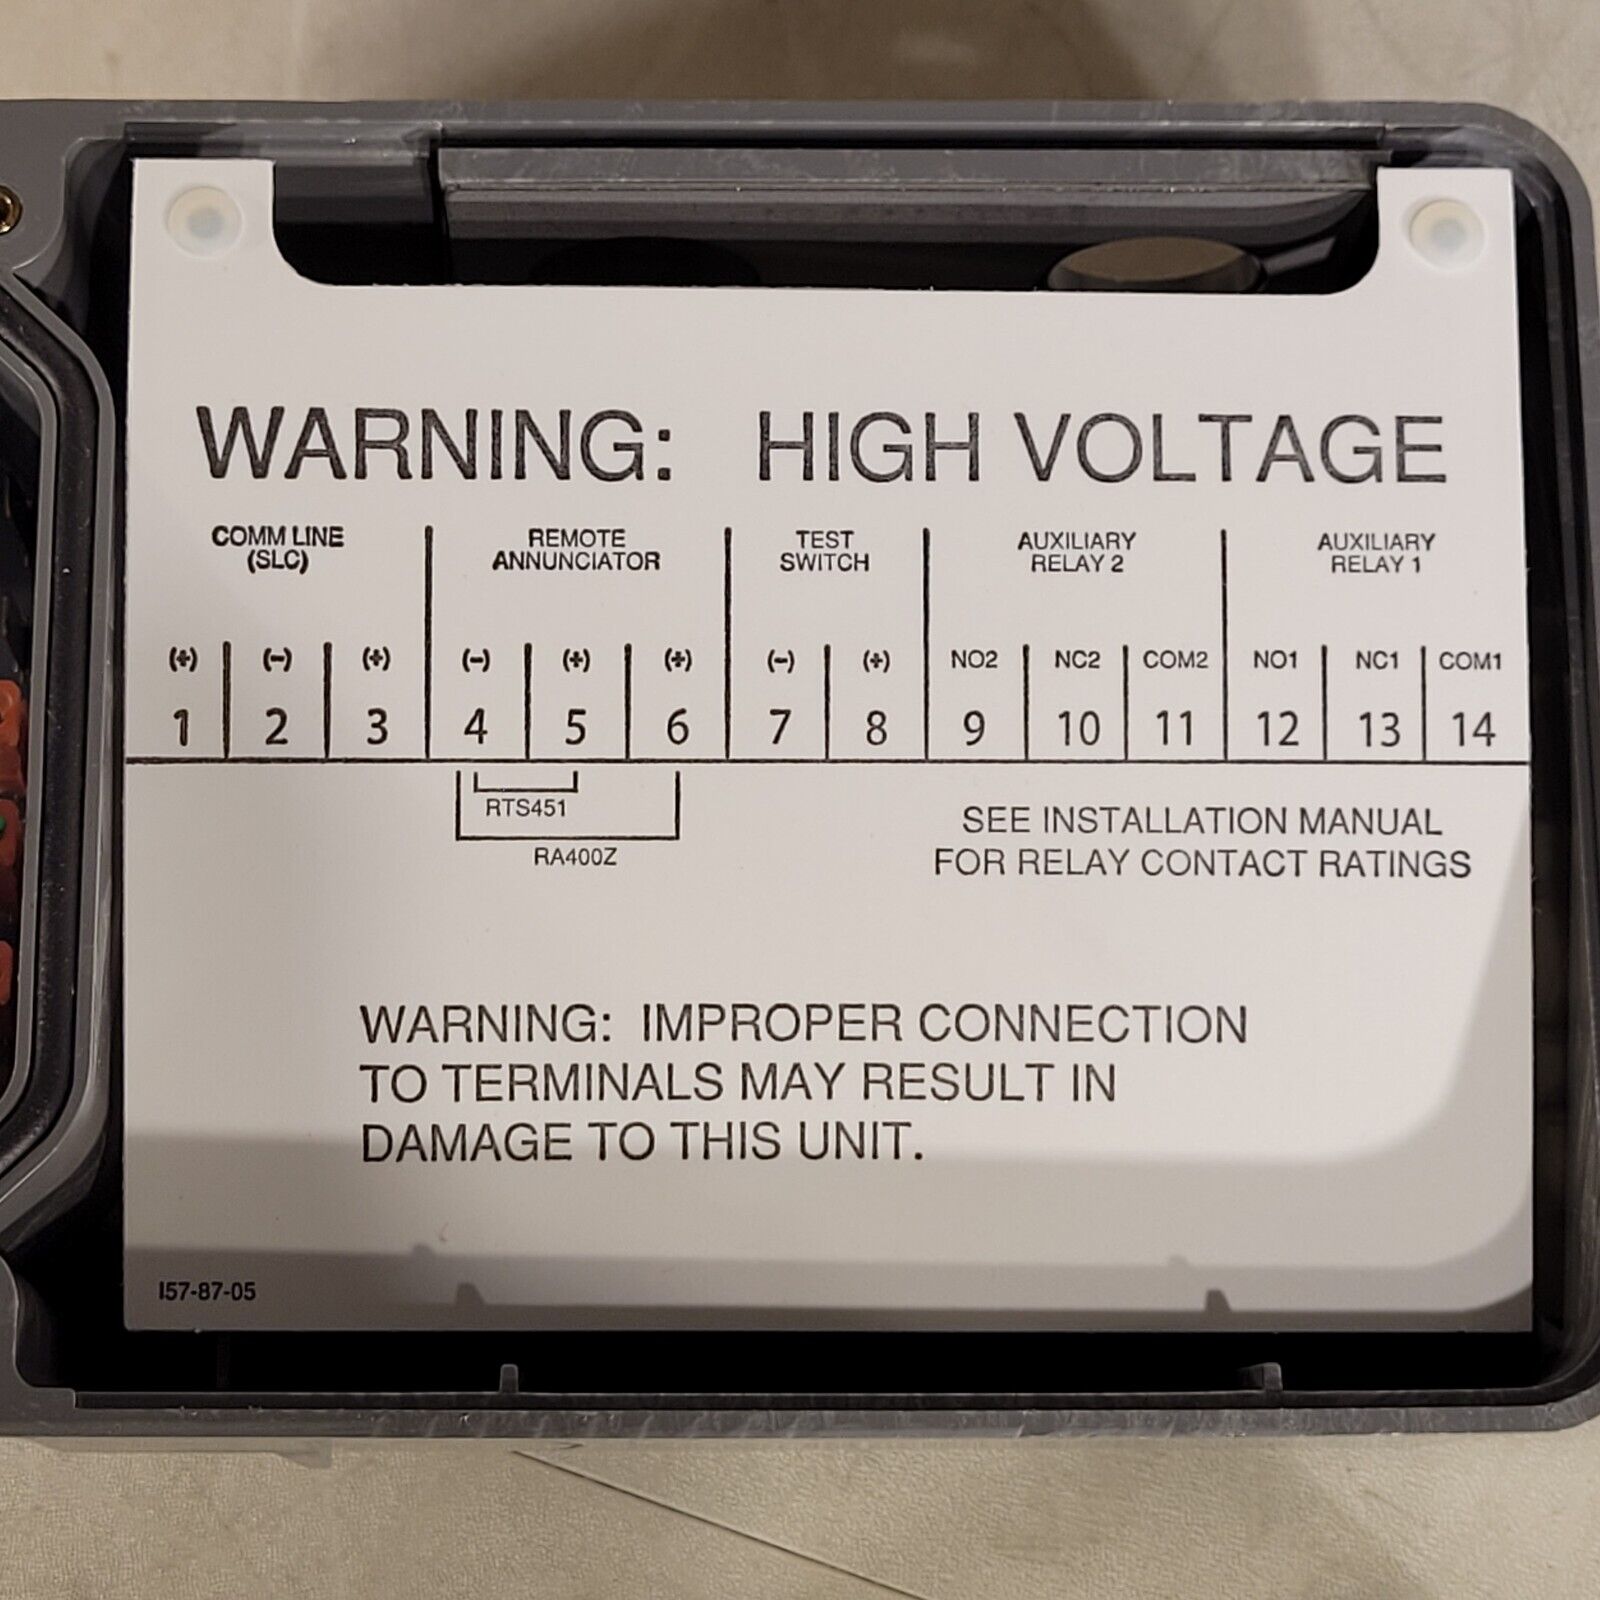 WARNING: HIGH VOLTAGE
COMM LINE
(SLC)
REMOTE
ANNUNCIATOR
TEST
SWITCH
AUXILIARY
RELAY 2
AUXILIARY
RELAY 1
(+) (−) (+) (−) (+) (+) (−) (+) NO2 NC2 COM2 NO1 NC1 COM1
1 2 3 4 5 6 7 8 9 10 11 12 13 14
RTS451
RA400Z
SEE INSTALLATION MANUAL
FOR RELAY CONTACT RATINGS
WARNING: IMPROPER CONNECTION
TO TERMINALS MAY RESULT IN
DAMAGE TO THIS UNIT.
I57-87-05